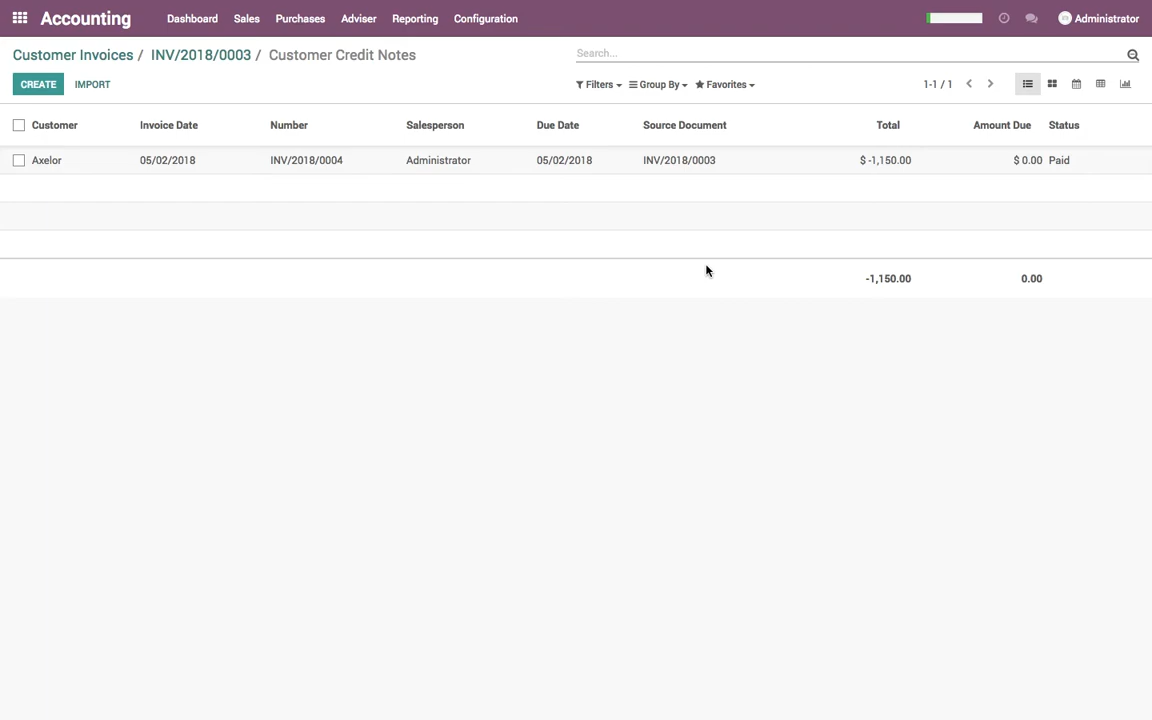 Accounting Dashboard Sales Purchases Adviser Reporting Configuration Administrator
Customer Invoices / INV/2018/0003 / Customer Credit Notes Search...
CREATE IMPORT Filters Group By Favorites 1-1 / 1
Customer Invoice Date Number Salesperson Due Date Source Document Total Amount Due Status
Axelor 05/02/2018 INV/2018/0004 Administrator 05/02/2018 INV/2018/0003 $ -1,150.00 $ 0.00 Paid
-1,150.00 0.00